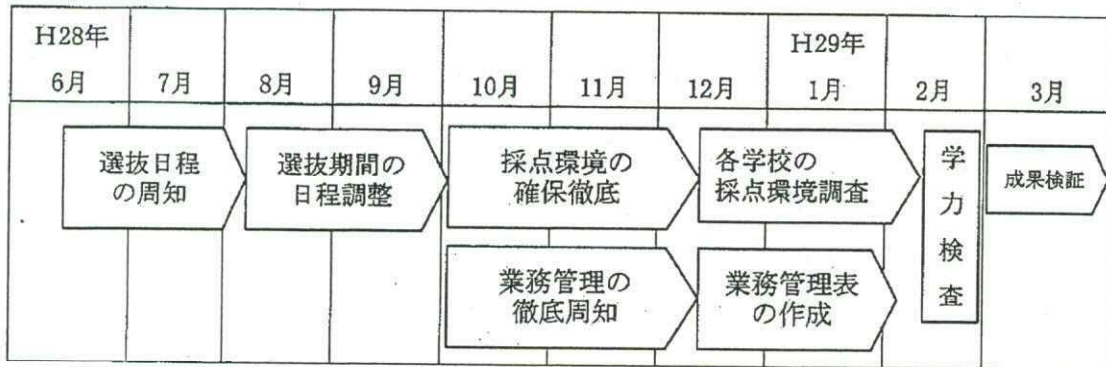 H28年 H29年
6月 7月 8月 9月 10月 11月 12月 1月 2月 3月
選抜日程
の周知
選抜期間の
日程調整
採点環境の
確保徹底
各学校の
採点環境調査
学力検査
成果検証
業務管理の
徹底周知
業務管理表
の作成